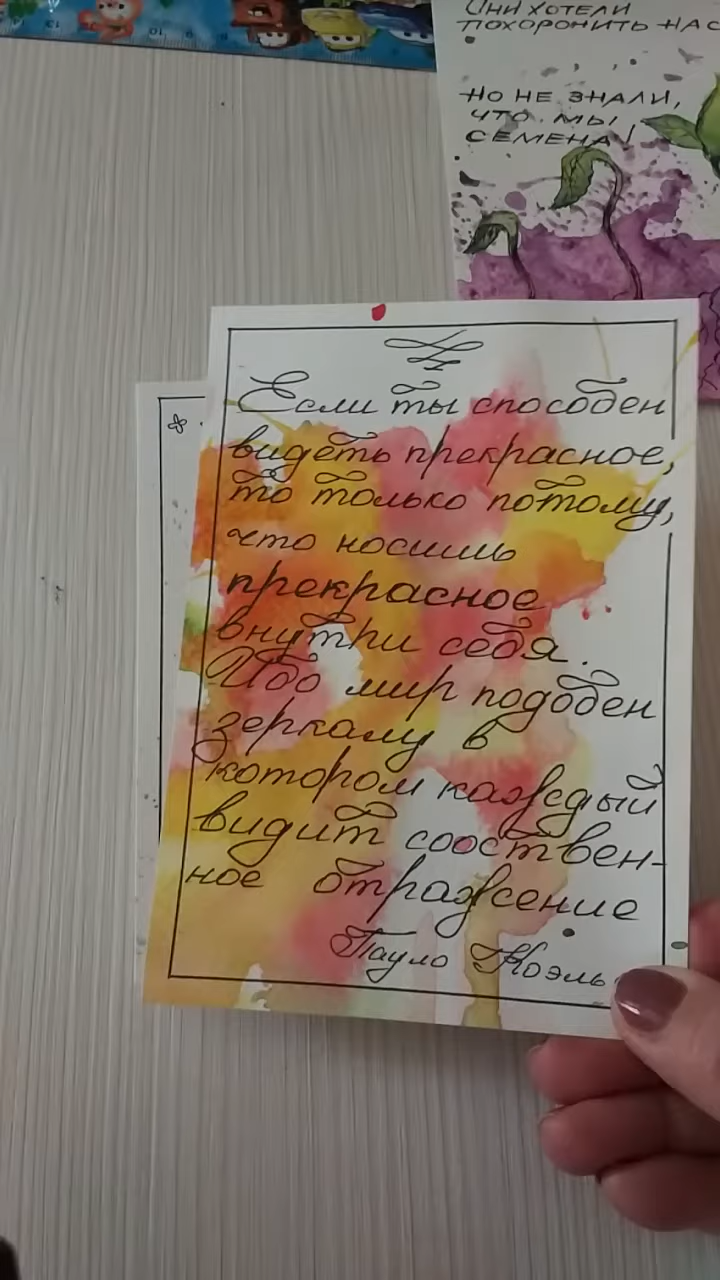 Они хотели
похоронить нас
Но не знали,
что мы
семена!
Если ты способен
видеть прекрасное,
то только потому,
что носишь
прекрасное
внутри себя.
Ибо мир подобен
зеркалу в
котором каждый
видит собствен-
ное отражение
Пауло Коэльо